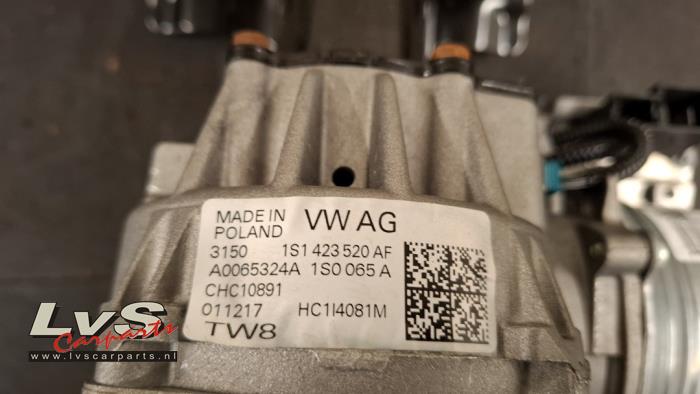 MADE IN
POLAND VW AG
3150 1S1 423 520 AF
A0065324A 1S0 065 A
CHC10891
011217 HC1I4081M
TW8
LvS
Carparts
www.lvscarparts.nl